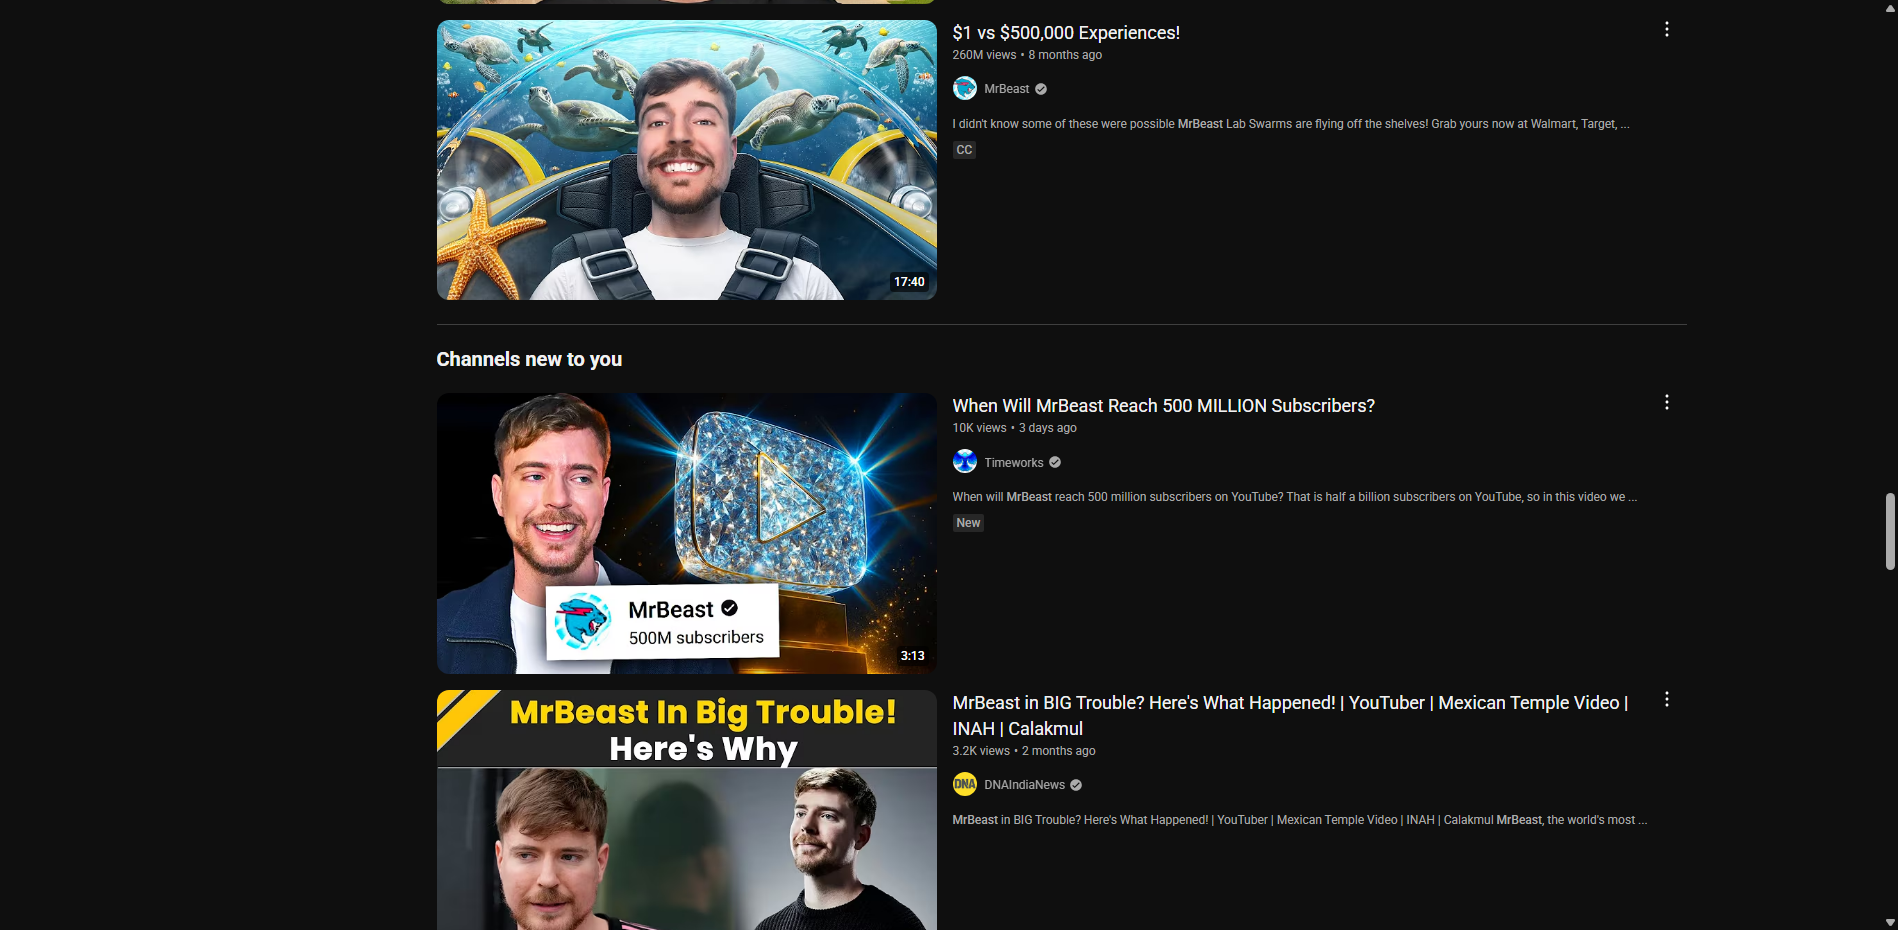 $1 vs $500,000 Experiences!
260M views • 8 months ago
MrBeast
I didn't know some of these were possible MrBeast Lab Swarms are flying off the shelves! Grab yours now at Walmart, Target, ...
CC
17:40
Channels new to you
When Will MrBeast Reach 500 MILLION Subscribers?
10K views • 3 days ago
Timeworks
When will MrBeast reach 500 million subscribers on YouTube? That is half a billion subscribers on YouTube, so in this video we ...
New
MrBeast
500M subscribers
3:13
MrBeast In Big Trouble!
Here's Why
MrBeast in BIG Trouble? Here's What Happened! | YouTuber | Mexican Temple Video |
INAH | Calakmul
3.2K views • 2 months ago
DNA
DNAIndiaNews
MrBeast in BIG Trouble? Here's What Happened! | YouTuber | Mexican Temple Video | INAH | Calakmul MrBeast, the world's most ...